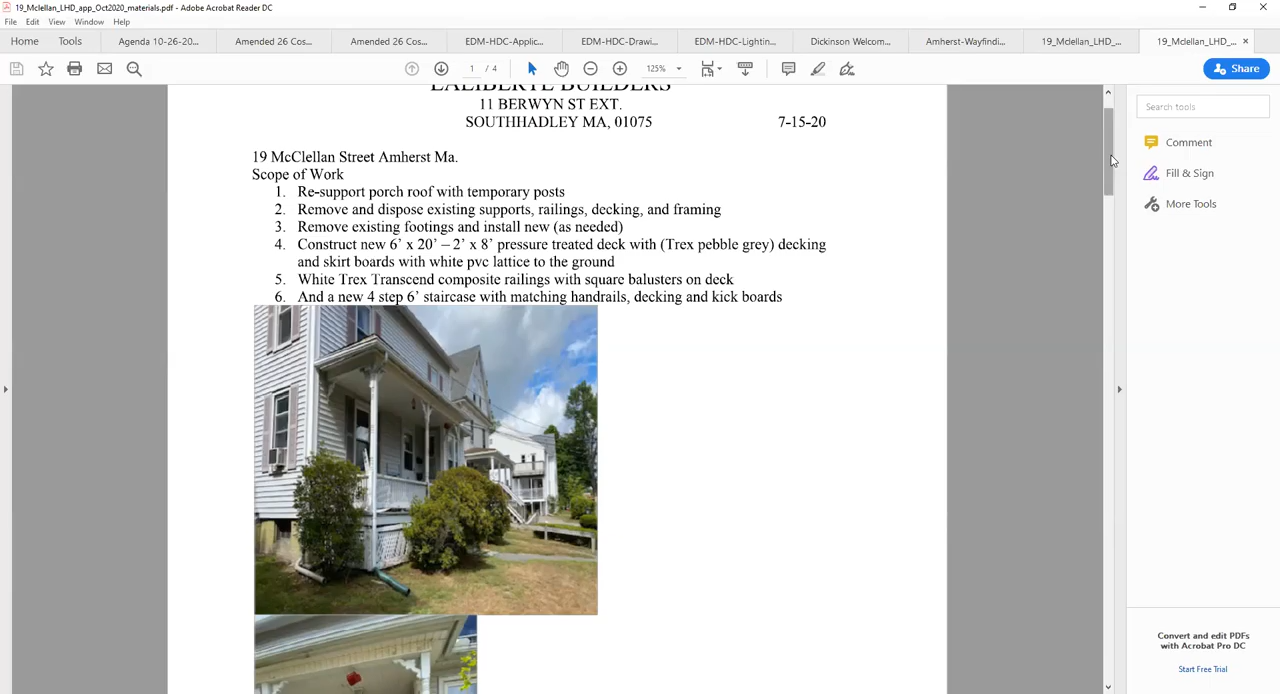 19_Mclellan_LHD_app_Oct2020_materials.pdf - Adobe Acrobat Reader DC
File Edit View Window Help
Home Tools Agenda 10-26-20... Amended 26 Cos... Amended 26 Cos... EDM-HDC-Applic... EDM-HDC-Drawi... EDM-HDC-Lightin... Dickinson Welcom... Amherst-Wayfindi... 19_Mclellan_LHD_... 19_Mclellan_LHD_...
1 / 4 125% Share
LALIBERTE BUILDERS
11 BERWYN ST EXT.
SOUTHHADLEY MA, 01075 7-15-20
19 McClellan Street Amherst Ma.
Scope of Work
1. Re-support porch roof with temporary posts
2. Remove and dispose existing supports, railings, decking, and framing
3. Remove existing footings and install new (as needed)
4. Construct new 6’ x 20’ – 2’ x 8’ pressure treated deck with (Trex pebble grey) decking
and skirt boards with white pvc lattice to the ground
5. White Trex Transcend composite railings with square balusters on deck
6. And a new 4 step 6’ staircase with matching handrails, decking and kick boards
Search tools
Comment
Fill & Sign
More Tools
Convert and edit PDFs
with Acrobat Pro DC
Start Free Trial